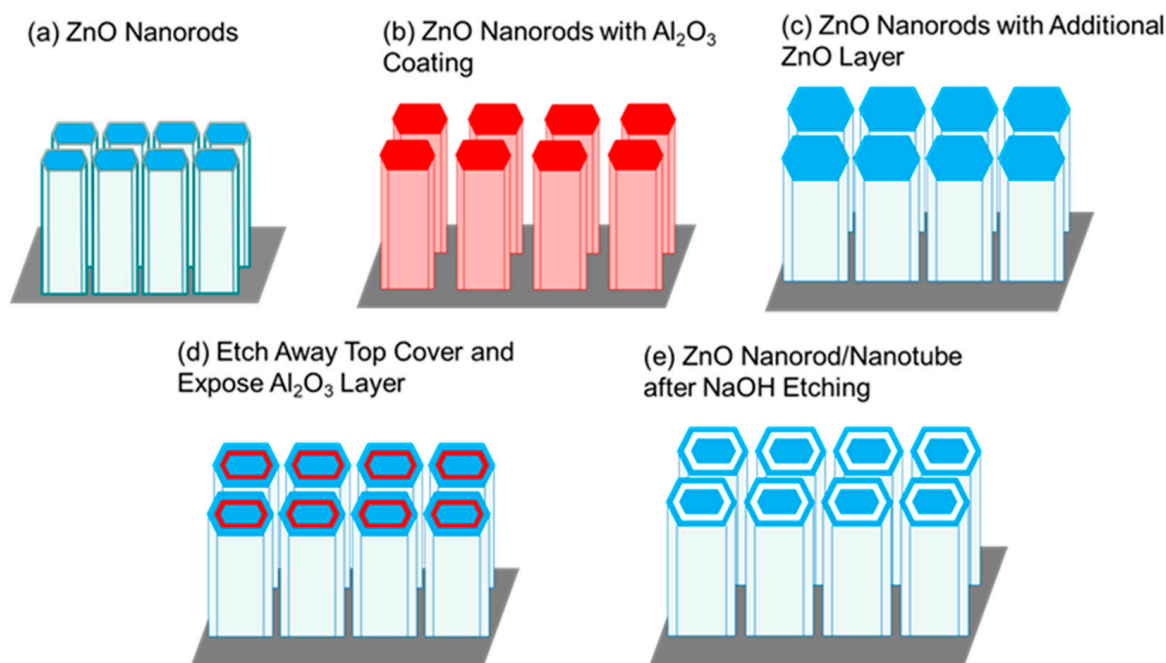 (a) ZnO Nanorods
(b) ZnO Nanorods with Al₂O₃
Coating
(c) ZnO Nanorods with Additional
ZnO Layer
(d) Etch Away Top Cover and
Expose Al₂O₃ Layer
(e) ZnO Nanorod/Nanotube
after NaOH Etching